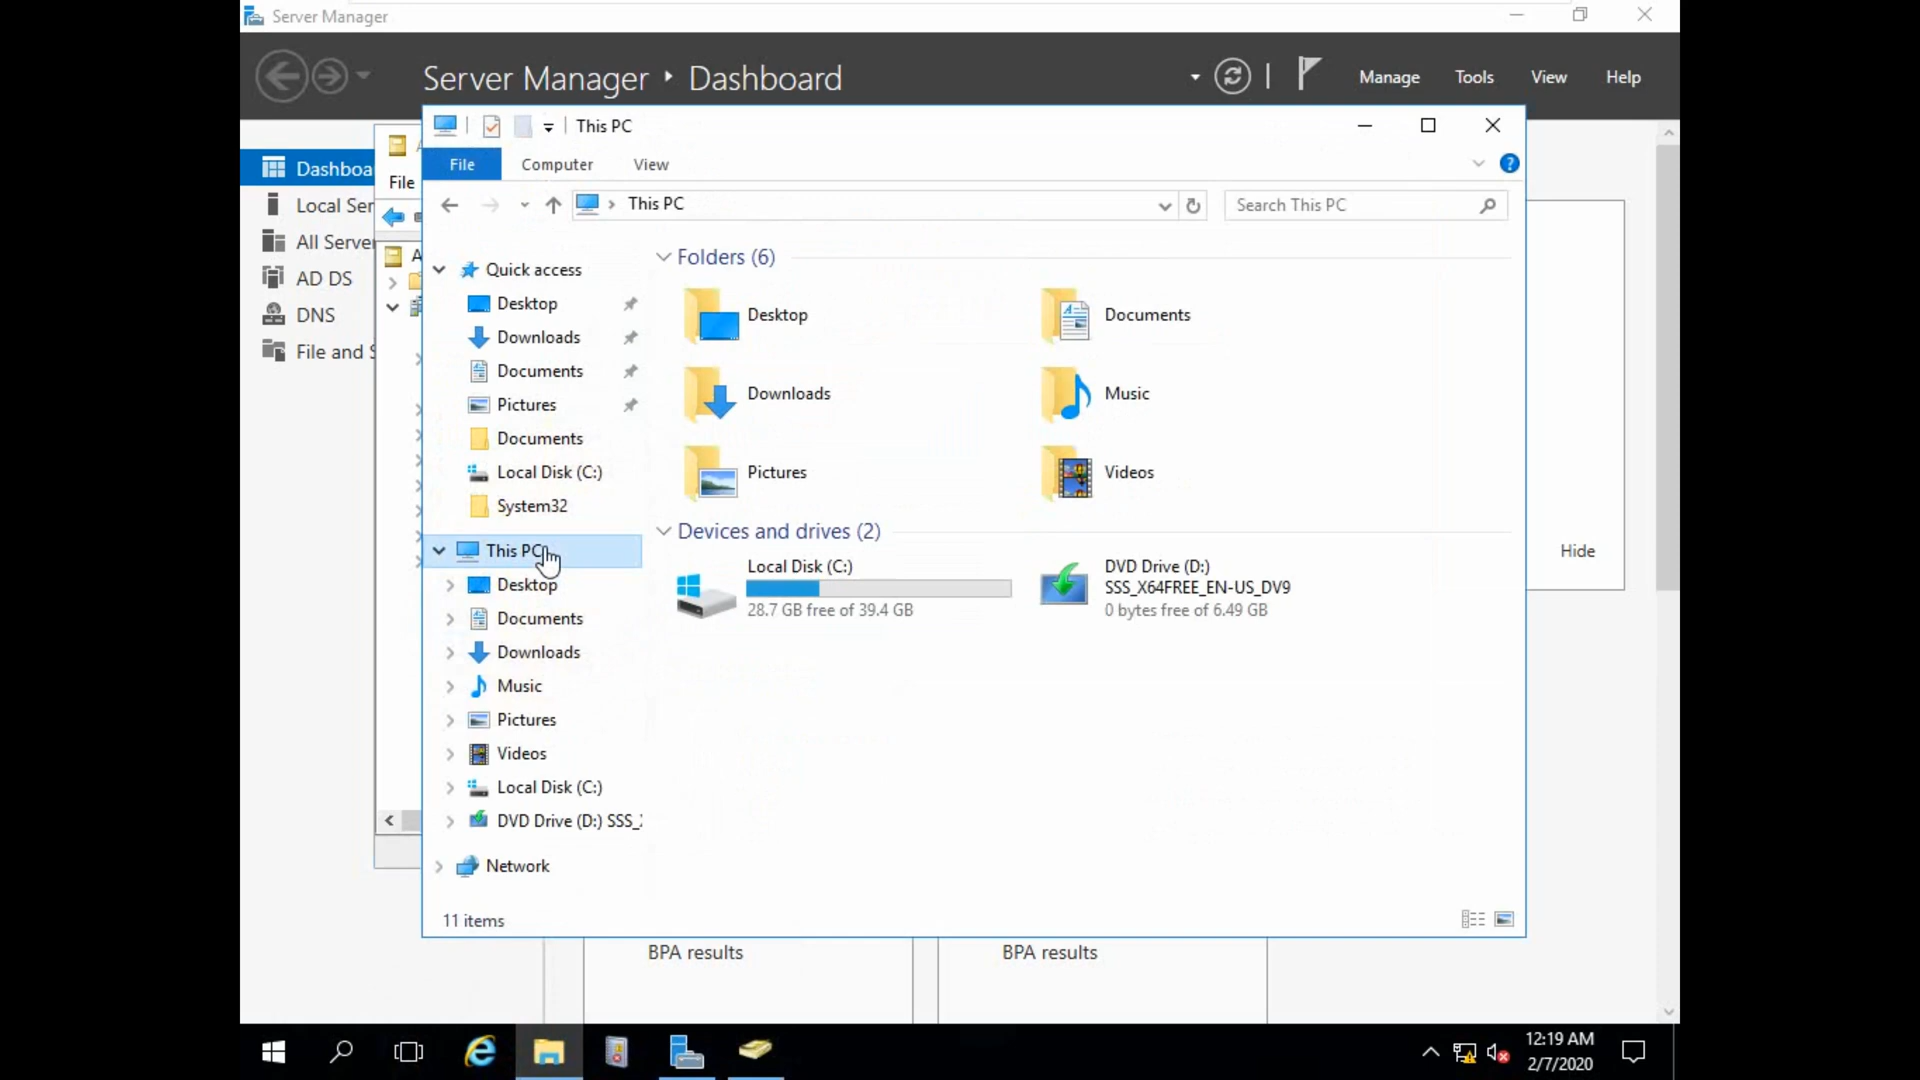 Server Manager
Server Manager
Dashboard
Manage
Tools
View
Help
This PC
File
Computer
View
This PC
Search This PC
Dashboa
Local Ser
All Serve
AD DS
DNS
File and S
File
A
Quick access
Desktop
Downloads
Documents
Pictures
Documents
Local Disk (C:)
System32
This PC
Desktop
Documents
Downloads
Music
Pictures
Videos
Local Disk (C:)
DVD Drive (D:) SSS_
Network
Folders (6)
Desktop
Documents
Downloads
Music
Pictures
Videos
Devices and drives (2)
Local Disk (C:)
28.7 GB free of 39.4 GB
DVD Drive (D:)
SSS_X64FREE_EN-US_DV9
0 bytes free of 6.49 GB
Hide
11 items
BPA results
BPA results
12:19 AM
2/7/2020